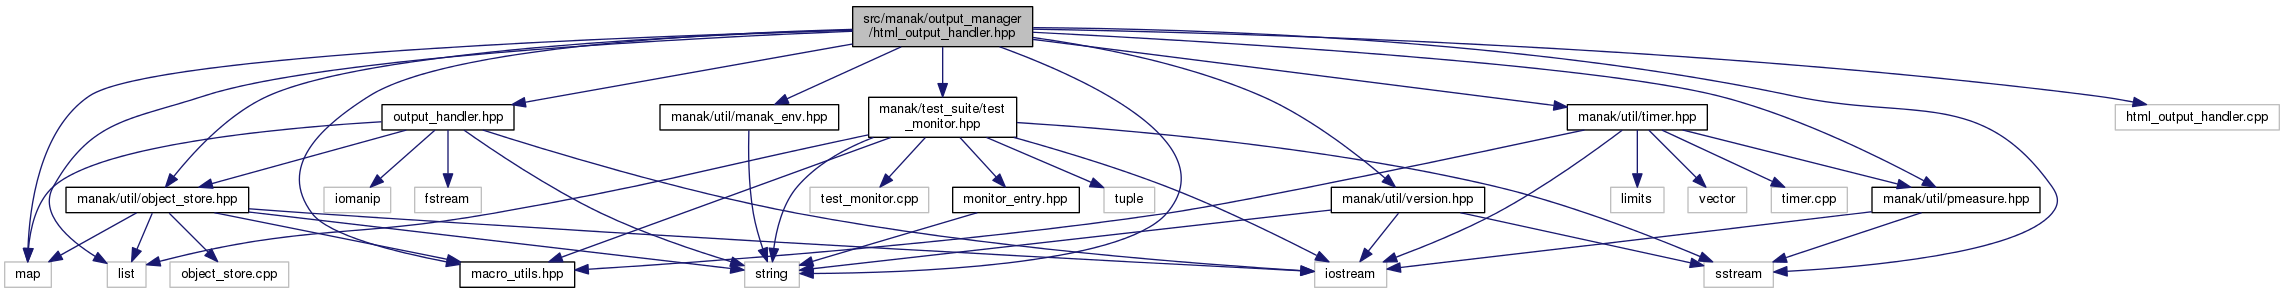 src/manak/output_manager
/html_output_handler.hpp
output_handler.hpp
manak/util/manak_env.hpp
manak/test_suite/test
_monitor.hpp
manak/util/timer.hpp
html_output_handler.cpp
manak/util/object_store.hpp
iomanip
fstream
test_monitor.cpp
monitor_entry.hpp
tuple
manak/util/version.hpp
limits
vector
timer.cpp
manak/util/pmeasure.hpp
map
list
object_store.cpp
macro_utils.hpp
string
iostream
sstream